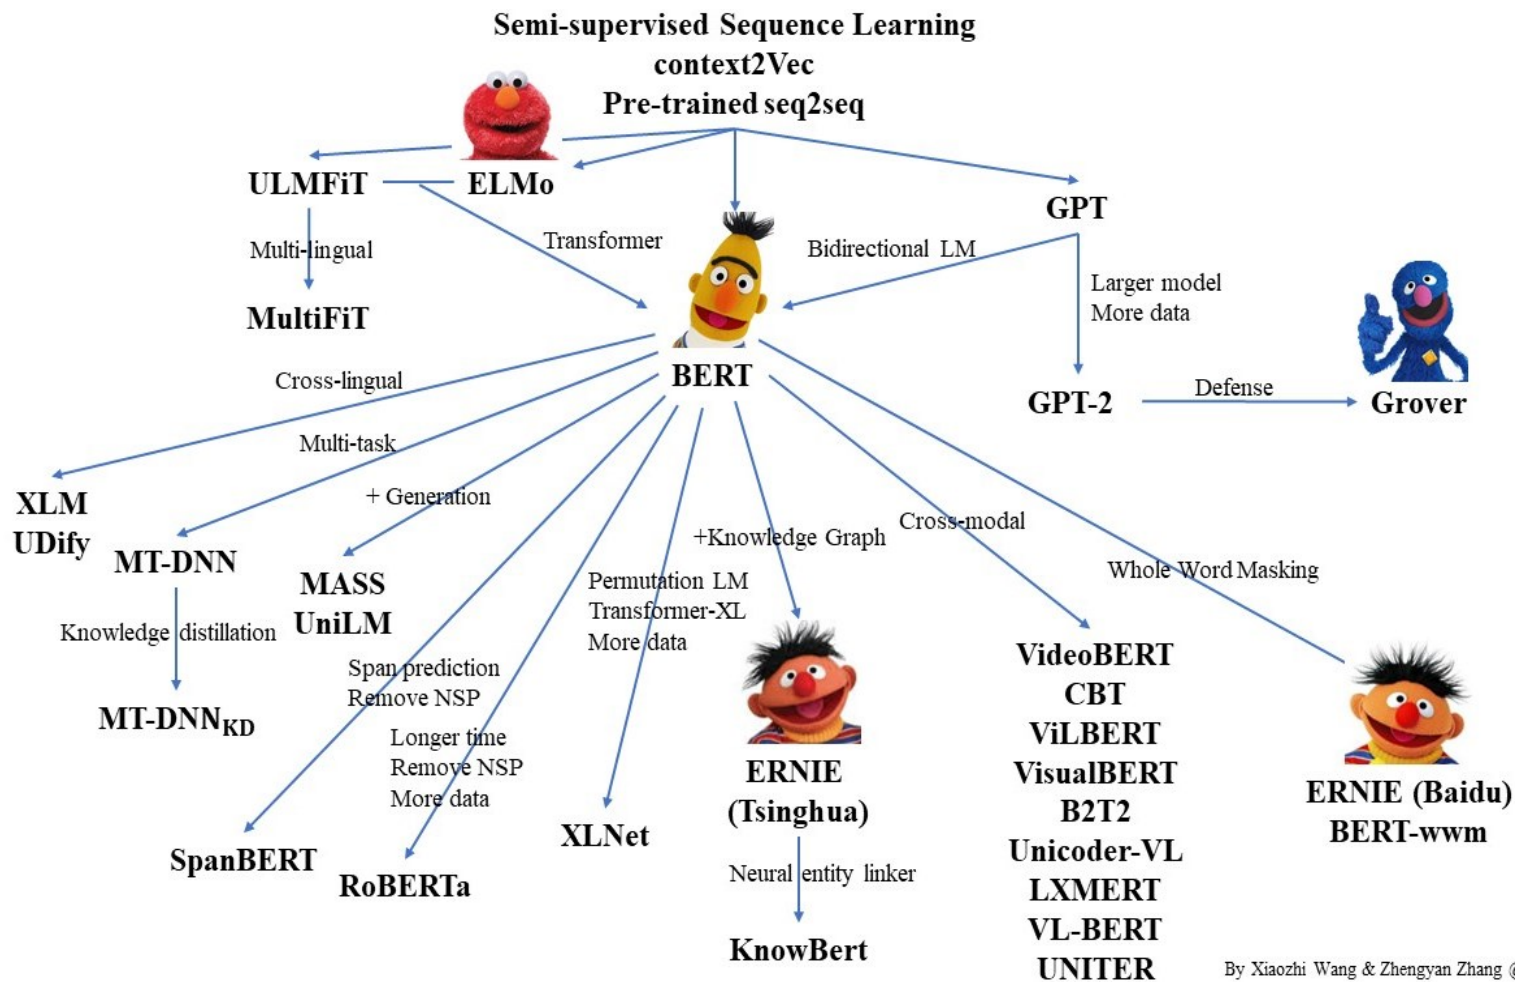 Semi-supervised Sequence Learning
context2Vec
Pre-trained seq2seq
ULMFiT
ELMo
GPT
Multi-lingual
Transformer
Bidirectional LM
Larger model
More data
MultiFiT
BERT
GPT-2
Defense
Grover
Cross-lingual
Multi-task
+ Generation
+Knowledge Graph
Cross-modal
Whole Word Masking
XLM
UDify
MT-DNN
MASS
UniLM
Permutation LM
Transformer-XL
More data
Knowledge distillation
Span prediction
Remove NSP
MT-DNNKD
Longer time
Remove NSP
More data
SpanBERT
RoBERTa
XLNet
ERNIE
(Tsinghua)
Neural entity linker
KnowBert
VideoBERT
CBT
ViLBERT
VisualBERT
B2T2
Unicoder-VL
LXMERT
VL-BERT
UNITER
ERNIE (Baidu)
BERT-wwm
By Xiaozhi Wang & Zhengyan Zhang @